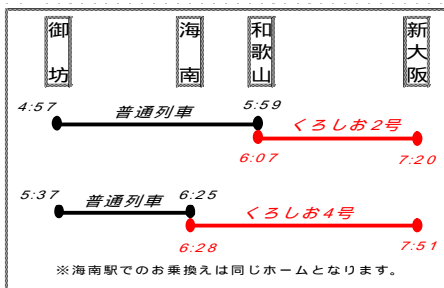 御坊
海南
和歌山
新大阪
4:57
普通列車
5:59
くろしお2号
6:07
7:20
5:37
普通列車
6:25
くろしお4号
6:28
7:51
※海南駅でのお乗換えは同じホームとなります。